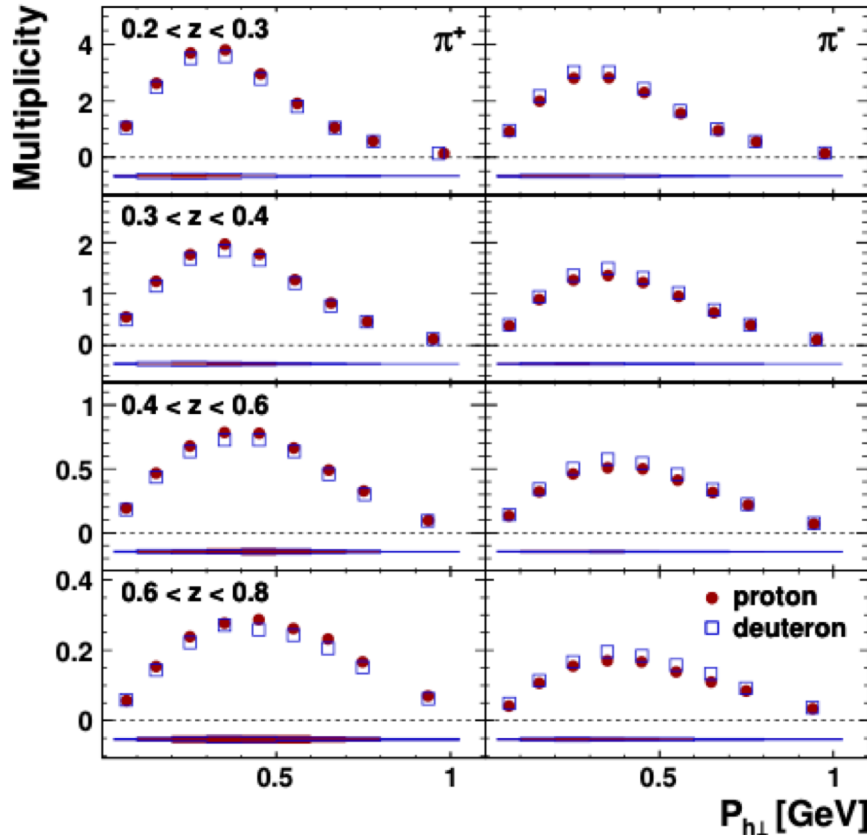 Multiplicity
0.2 < z < 0.3
π+
π-
4
2
0
0.3 < z < 0.4
2
1
0
0.4 < z < 0.6
1
0.5
0
0.6 < z < 0.8
0.4
0.2
0
proton
deuteron
0.5
1
0.5
1
P_h⊥ [GeV]